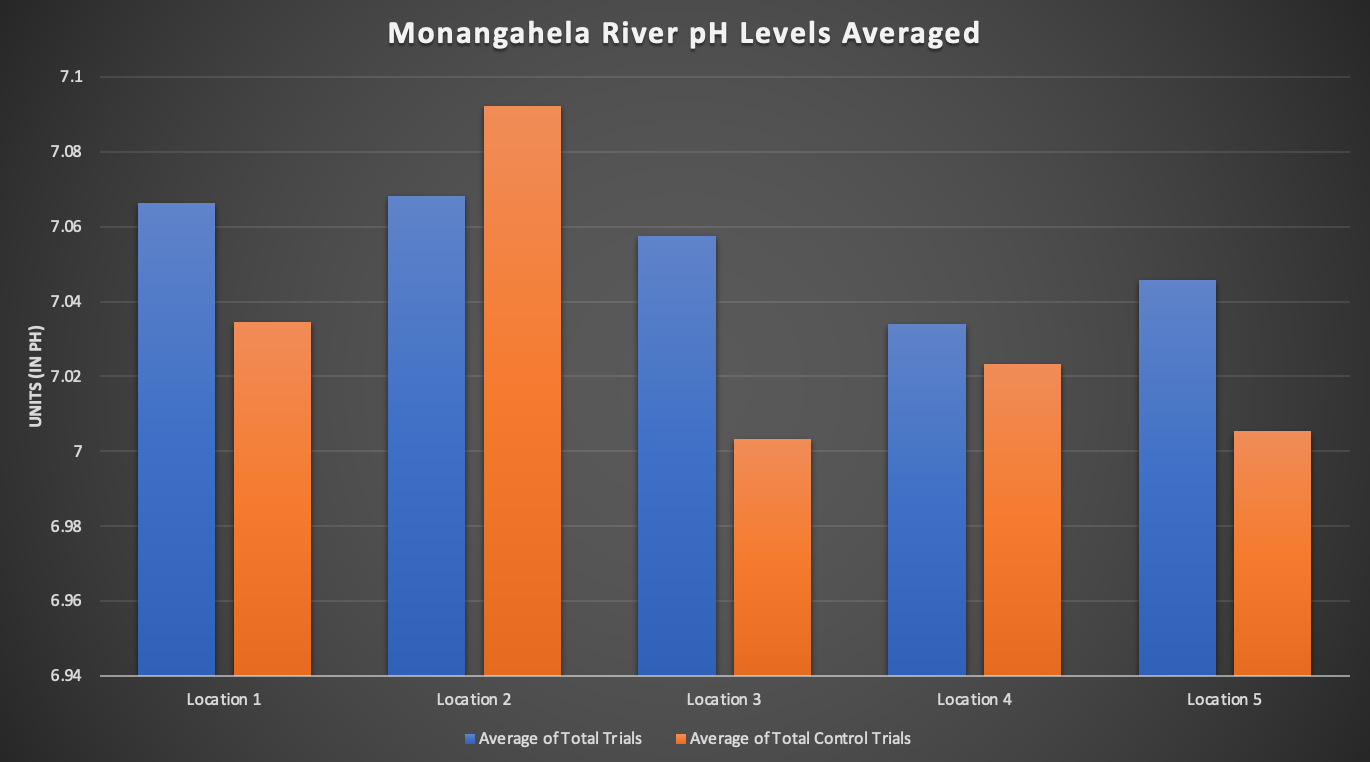 Monangahela River pH Levels Averaged
7.1
7.08
7.06
7.04
7.02
7
6.98
6.96
6.94
UNITS (IN PH)
Location 1
Location 2
Location 3
Location 4
Location 5
Average of Total Trials
Average of Total Control Trials